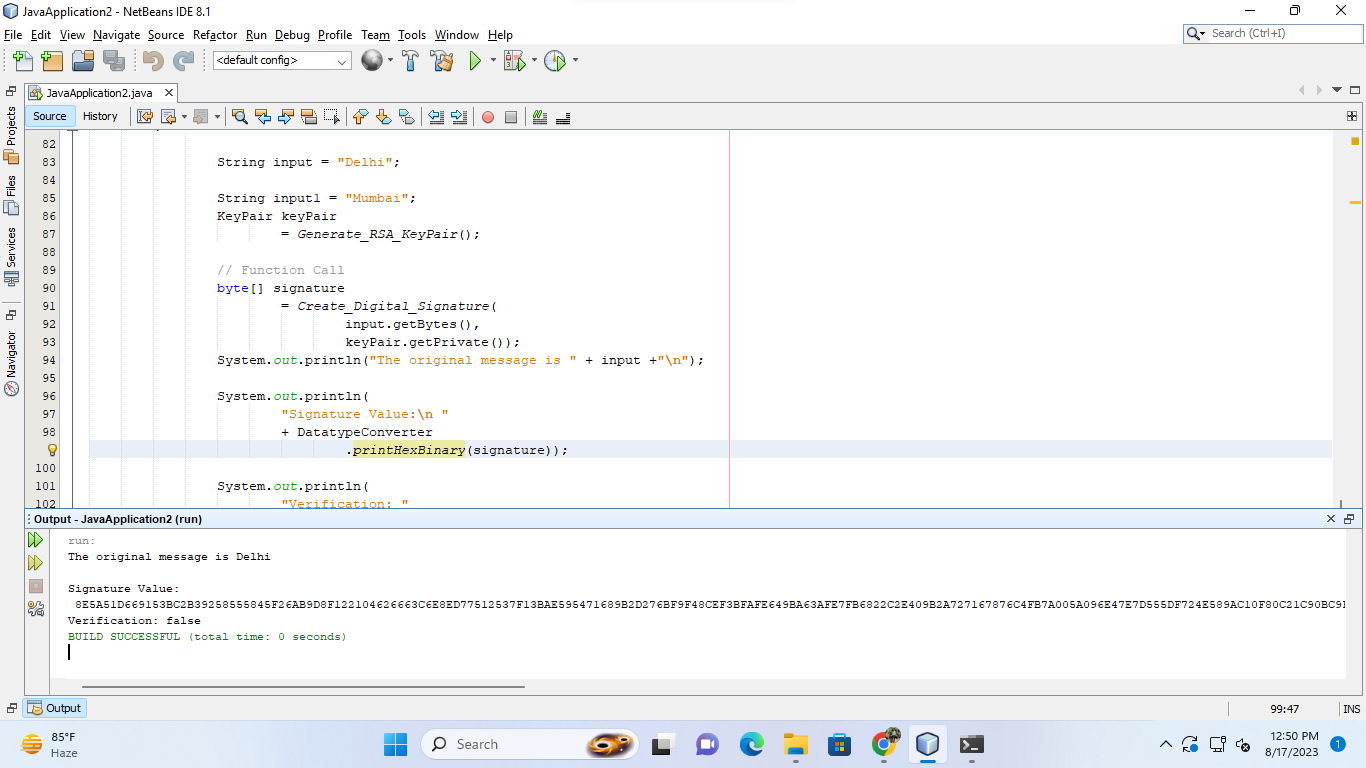 JavaApplication2 - NetBeans IDE 8.1
File Edit View Navigate Source Refactor Run Debug Profile Team Tools Window Help
Search (Ctrl+I)
<default config>
JavaApplication2.java
Source History
Projects
Files
Services
Navigator
82
83 String input = "Delhi";
84
85 String input1 = "Mumbai";
86 KeyPair keyPair
87 = Generate_RSA_KeyPair();
88
89 // Function Call
90 byte[] signature
91 = Create_Digital_Signature(
92 input.getBytes(),
93 keyPair.getPrivate());
94 System.out.println("The original message is " + input +"\n");
95
96 System.out.println(
97 "Signature Value:\n "
98 + DatatypeConverter
.printHexBinary(signature));
100
101 System.out.println(
102 "Verification: "
Output - JavaApplication2 (run)
run:
The original message is Delhi
Signature Value:
8E5A51D669153BC2B39258555845F26AB9D8F122104626663C6E8ED77512537F13BAE595471689B2D276BF9F48CEF3BFAFE649BA63AFE7FB6822C2E409B2A727167876C4FB7A005A096E47E7D555DF724E589AC10F80C21C90BC9
Verification: false
BUILD SUCCESSFUL (total time: 0 seconds)
Output
99:47 INS
85°F
Haze
Search
12:50 PM
8/17/2023
1